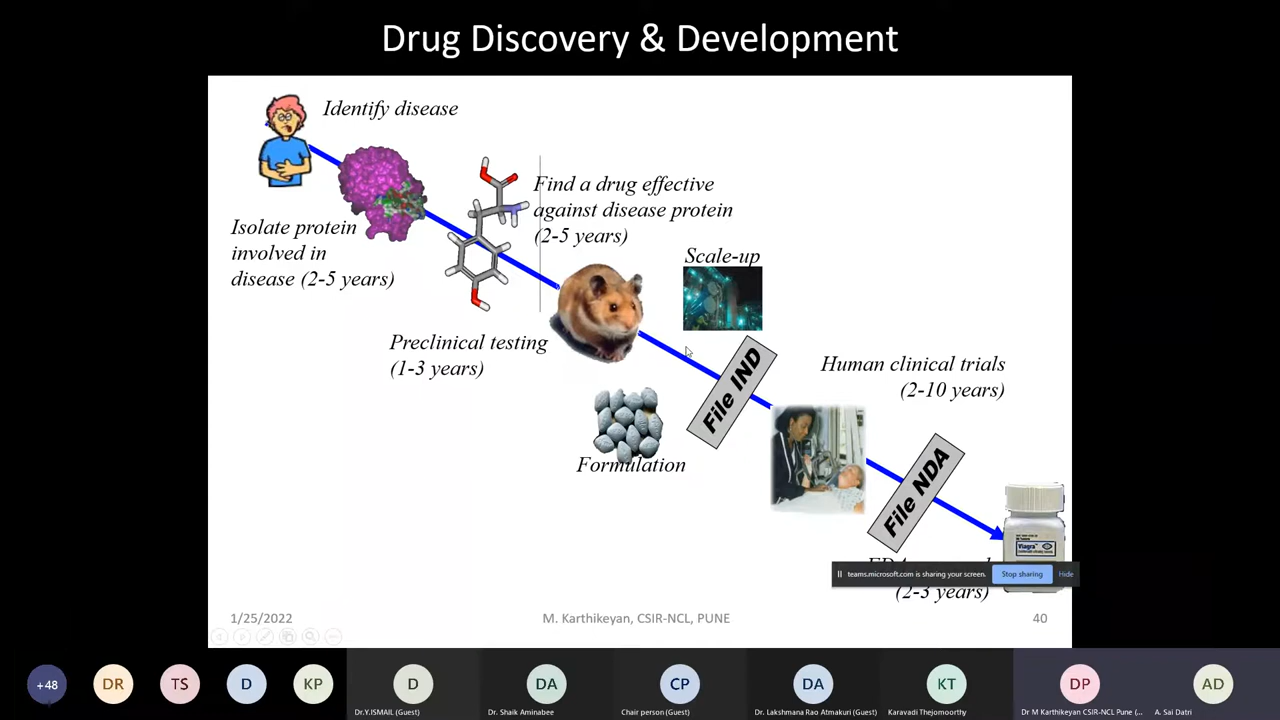 Drug Discovery & Development
Identify disease
Find a drug effective
against disease protein
(2-5 years)
Isolate protein
involved in
disease (2-5 years)
Scale-up
Preclinical testing
(1-3 years)
File IND
Human clinical trials
(2-10 years)
Formulation
File NDA
Viagra
teams.microsoft.com is sharing your screen.
Stop sharing
Hide
(2-3 years)
1/25/2022
M. Karthikeyan, CSIR-NCL, PUNE
40
+48
DR
TS
D
KP
D
DA
CP
DA
KT
DP
AD
Dr.Y.ISMAIL (Guest)
Dr. Shaik Aminabee
Chair person (Guest)
Dr. Lakshmana Rao Atmakuri (Guest)
Karavadi Thejomoorthy
Dr M Karthikeyan CSIR-NCL Pune (...
A. Sai Datri